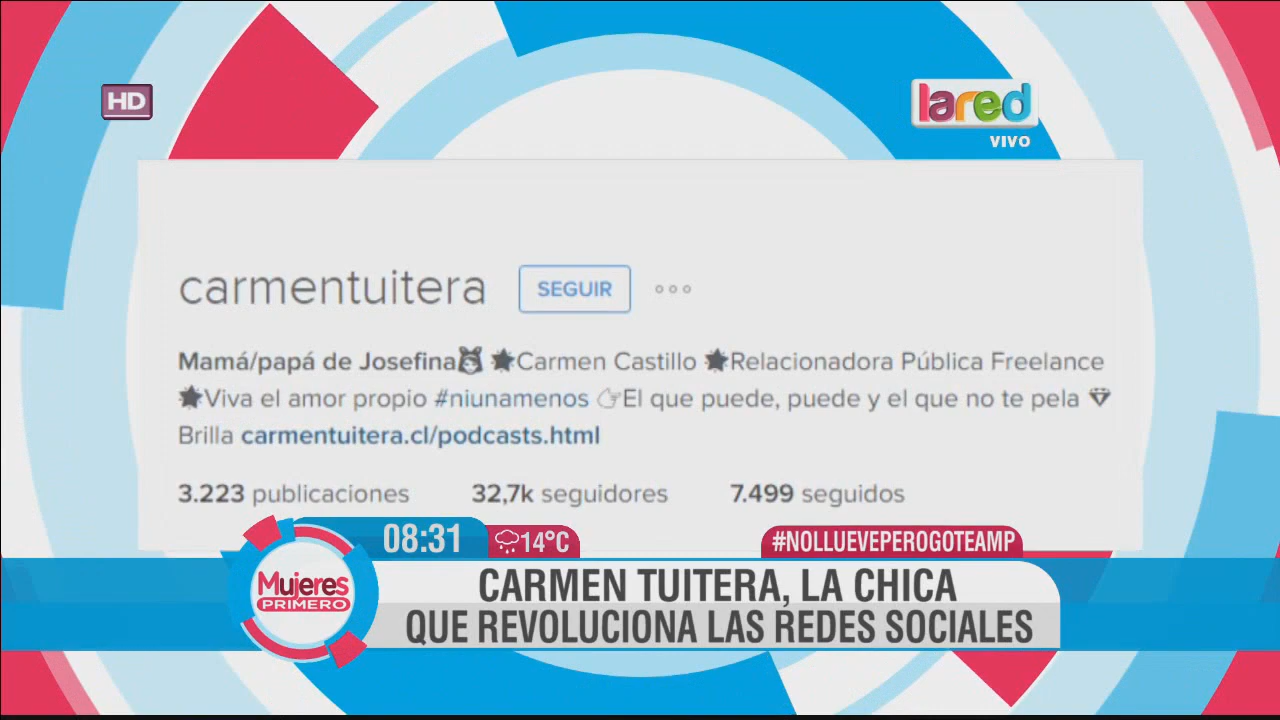 HD
lared
VIVO
carmentuitera SEGUIR
Mamá/papá de Josefina Carmen Castillo Relacionadora Pública Freelance
Viva el amor propio #niunamenos El que puede, puede y el que no te pela
Brilla carmentuitera.cl/podcasts.html
3.223 publicaciones 32,7k seguidores 7.499 seguidos
08:31 14°C #NOLLUEVEPEROGOTEAMP
Mujeres
PRIMERO
CARMEN TUITERA, LA CHICA
QUE REVOLUCIONA LAS REDES SOCIALES